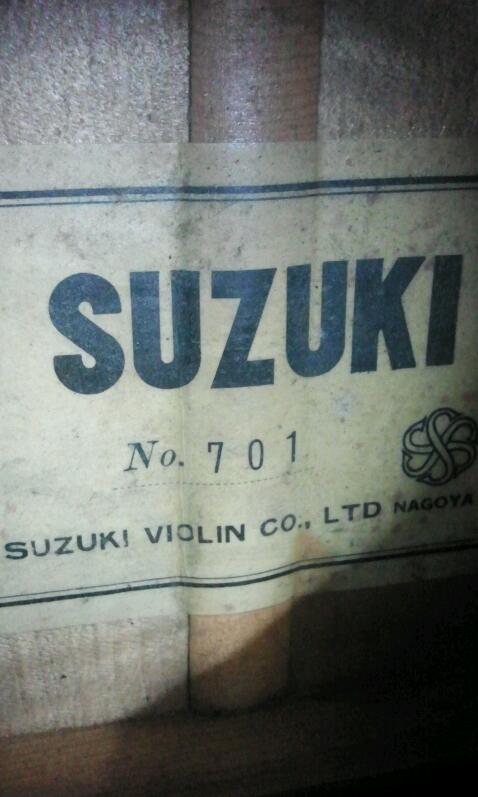 SUZUKI
No. 701
SUZUKI VIOLIN CO., LTD NAGOYA